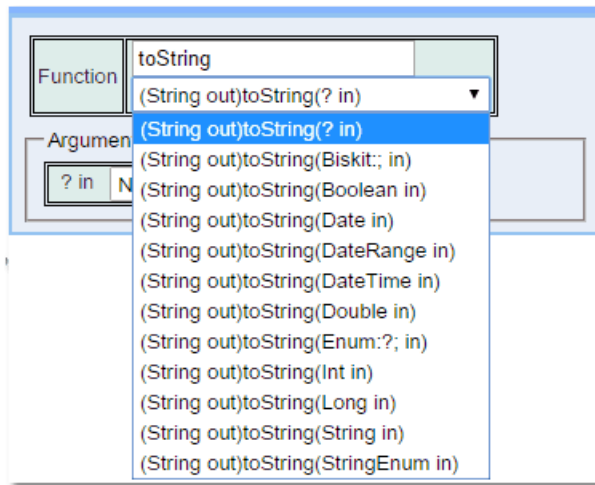 toString
Function
(String out)toString(? in)
(String out)toString(? in)
Argumen
(String out)toString(Biskit:; in)
? in N
(String out)toString(Boolean in)
(String out)toString(Date in)
(String out)toString(DateRange in)
(String out)toString(DateTime in)
(String out)toString(Double in)
(String out)toString(Enum:?; in)
(String out)toString(Int in)
(String out)toString(Long in)
(String out)toString(String in)
(String out)toString(StringEnum in)